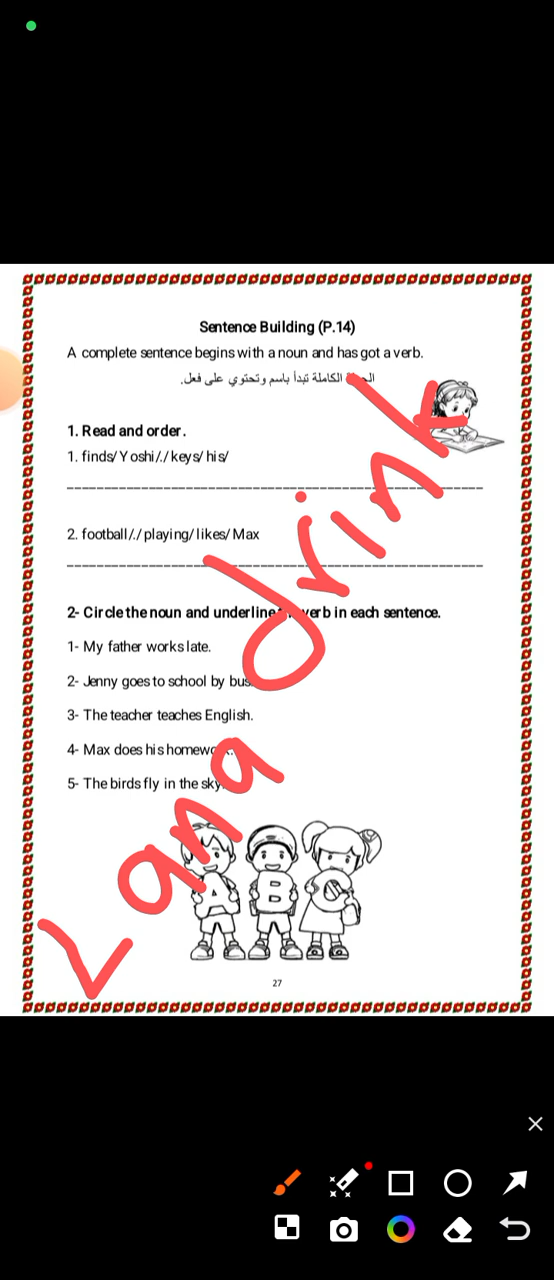 Sentence Building (P.14)
A complete sentence begins with a noun and has got a verb.
الكاملة تبدأ باسم وتحتوي على فعل.
1. Read and order.
1. finds/ Yoshi/./ keys/ his/
2. football/./ playing/ likes/ Max
2- Circle the noun and underline verb in each sentence.
1- My father works late.
2- Jenny goes to school by bus.
3- The teacher teaches English.
4- Max does his
5- The birds fly in the sky.
Lana drink
A B C
27